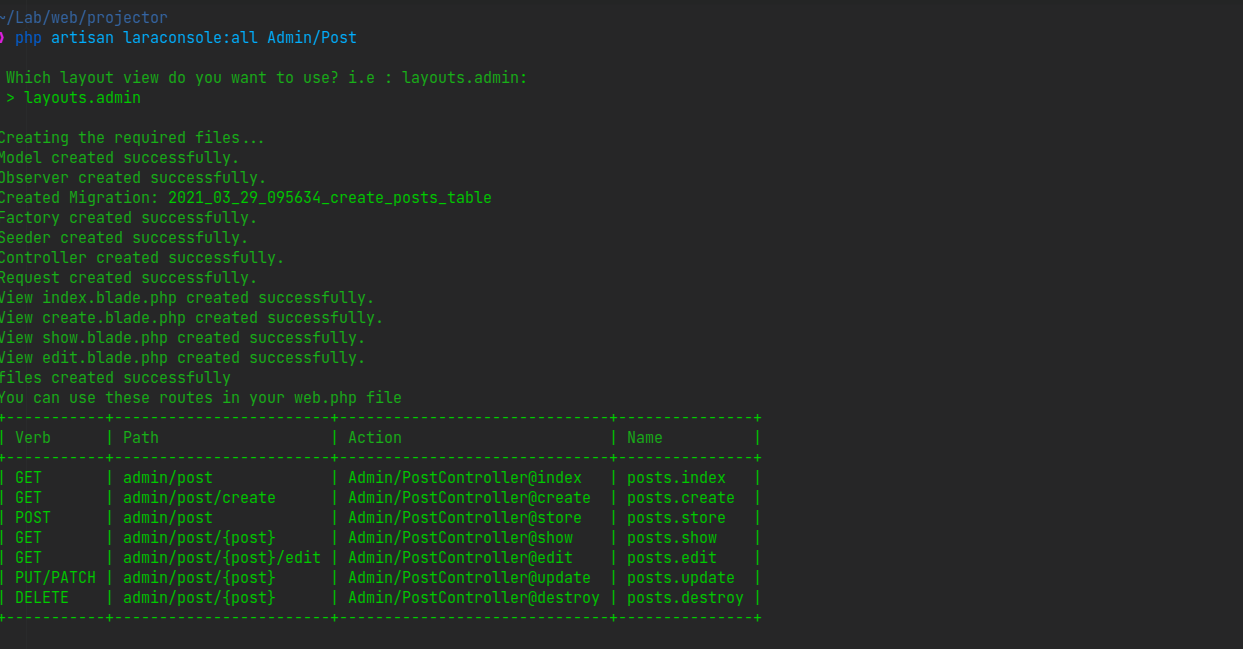 ~/Lab/web/projector
❯ php artisan laraconsole:all Admin/Post
Which layout view do you want to use? i.e : layouts.admin:
> layouts.admin
Creating the required files...
Model created successfully.
Observer created successfully.
Created Migration: 2021_03_29_095634_create_posts_table
Factory created successfully.
Seeder created successfully.
Controller created successfully.
Request created successfully.
View index.blade.php created successfully.
View create.blade.php created successfully.
View show.blade.php created successfully.
View edit.blade.php created successfully.
files created successfully
You can use these routes in your web.php file
+-----------+------------------------+------------------------------+---------------+
| Verb      | Path                   | Action                       | Name          |
+-----------+------------------------+------------------------------+---------------+
| GET       | admin/post             | Admin/PostController@index   | posts.index   |
| GET       | admin/post/create      | Admin/PostController@create  | posts.create  |
| POST      | admin/post             | Admin/PostController@store   | posts.store   |
| GET       | admin/post/{post}      | Admin/PostController@show    | posts.show    |
| GET       | admin/post/{post}/edit | Admin/PostController@edit    | posts.edit    |
| PUT/PATCH | admin/post/{post}      | Admin/PostController@update  | posts.update  |
| DELETE    | admin/post/{post}      | Admin/PostController@destroy | posts.destroy |
+-----------+------------------------+------------------------------+---------------+